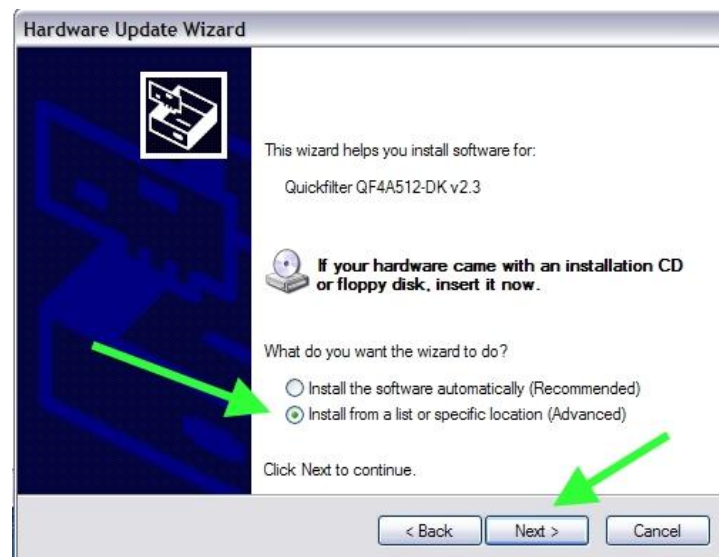 Hardware Update Wizard
This wizard helps you install software for:
Quickfilter QF4A512-DK v2.3
If your hardware came with an installation CD
or floppy disk, insert it now.
What do you want the wizard to do?
Install the software automatically (Recommended)
Install from a list or specific location (Advanced)
Click Next to continue.
< Back Next > Cancel